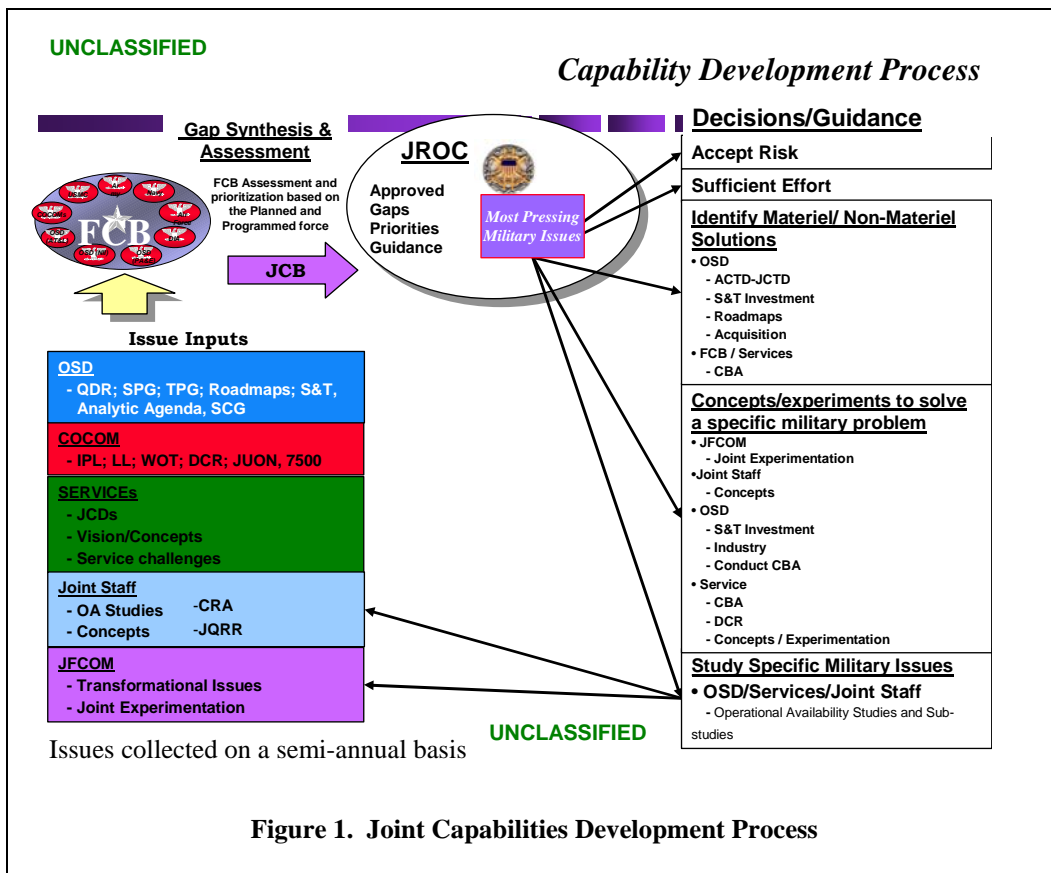 UNCLASSIFIED
Capability Development Process
Gap Synthesis &
Assessment
FCB Assessment and
prioritization based on
the Planned and
Programmed force
USMC
Navy
COCOMs
FCB
OSD (NII)
JCB
JROC
Approved
Gaps
Priorities
Guidance
Most Pressing
Military Issues
Decisions/Guidance
Accept Risk
Sufficient Effort
Identify Materiel/ Non-Materiel
Solutions
• OSD
- ACTD-JCTD
- S&T Investment
- Roadmaps
- Acquisition
• FCB / Services
- CBA
Concepts/experiments to solve
a specific military problem
• JFCOM
- Joint Experimentation
•Joint Staff
- Concepts
• OSD
- S&T Investment
- Industry
- Conduct CBA
• Service
- CBA
- DCR
- Concepts / Experimentation
Study Specific Military Issues
• OSD/Services/Joint Staff
- Operational Availability Studies and Sub-
studies
Issue Inputs
OSD
- QDR; SPG; TPG; Roadmaps; S&T,
Analytic Agenda, SCG
COCOM
- IPL; LL; WOT; DCR; JUON, 7500
SERVICEs
- JCDs
- Vision/Concepts
- Service challenges
Joint Staff
- OA Studies -CRA
- Concepts -JQRR
JFCOM
- Transformational Issues
- Joint Experimentation
UNCLASSIFIED
Issues collected on a semi-annual basis
Figure 1. Joint Capabilities Development Process